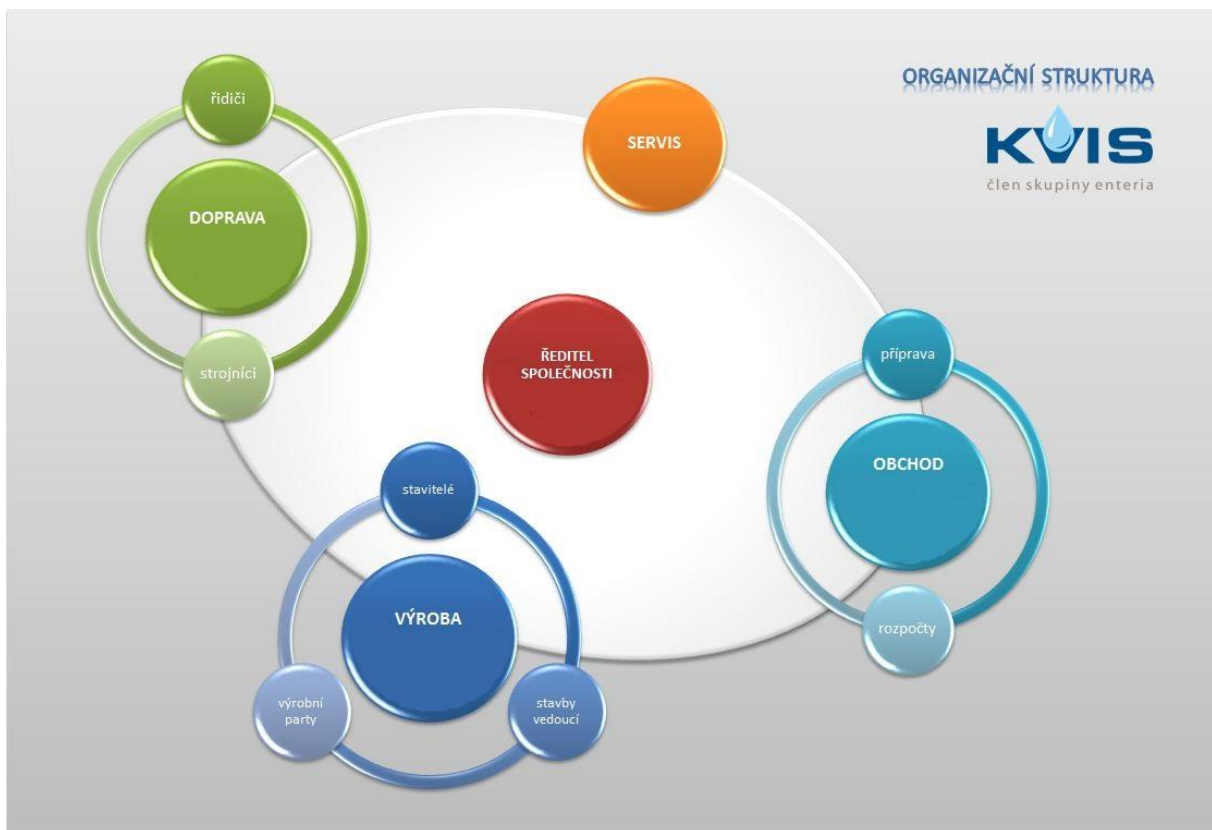 ORGANIZAČNÍ STRUKTURA
KVIS
člen skupiny enteria
řidiči
DOPRAVA
strojníci
SERVIS
ŘEDITEL
SPOLEČNOSTI
příprava
OBCHOD
rozpočty
stavitelé
VÝROBA
výrobní
party
stavby
vedoucí